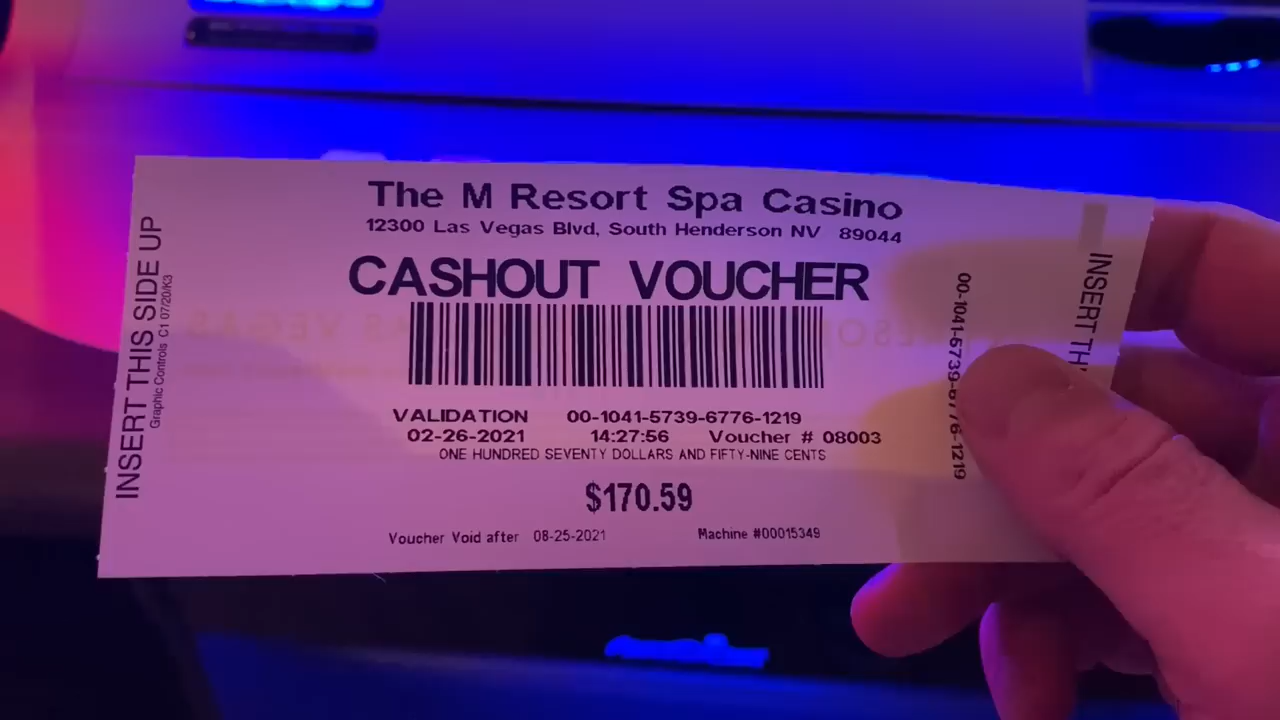 The M Resort Spa Casino
12300 Las Vegas Blvd, South Henderson NV 89044
CASHOUT VOUCHER
VALIDATION 00-1041-5739-6776-1219
02-26-2021 14:27:56 Voucher # 08003
ONE HUNDRED SEVENTY DOLLARS AND FIFTY-NINE CENTS
$170.59
Voucher Void after 08-25-2021 Machine #00015349
INSERT THIS SIDE UP
Graphic Controls C1 07/20/K3
00-1041-5739-6776-1219
INSERT TH